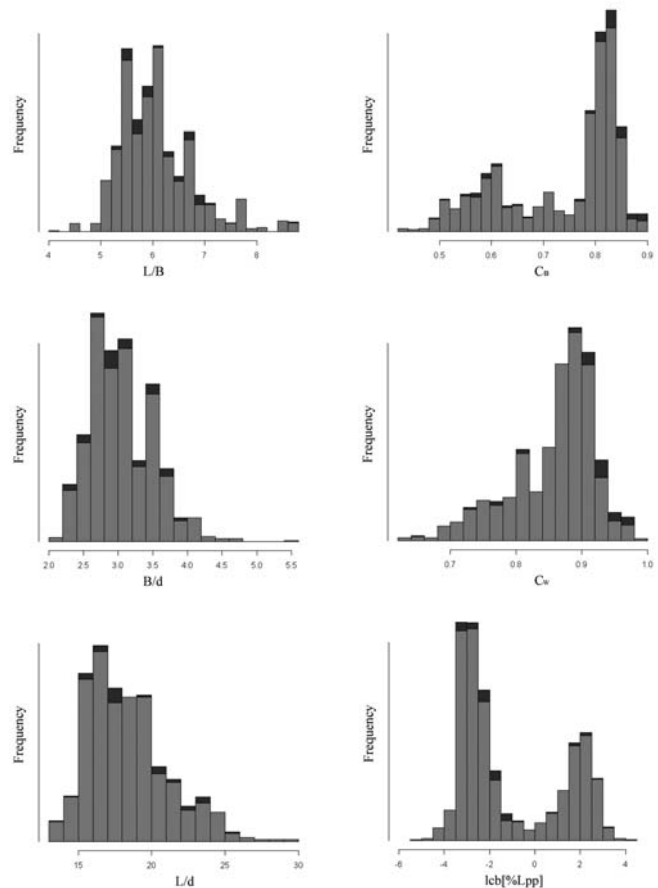 Frequency
4 5 6 7 8
L/B
Frequency
0.5 0.6 0.7 0.8 0.9
C_B
Frequency
2.0 2.5 3.0 3.5 4.0 4.5 5.0 5.5
B/d
Frequency
0.7 0.8 0.9 1.0
C_w
Frequency
15 20 25 30
L/d
Frequency
-6 -4 -2 0 2 4
lcb[%Lpp]